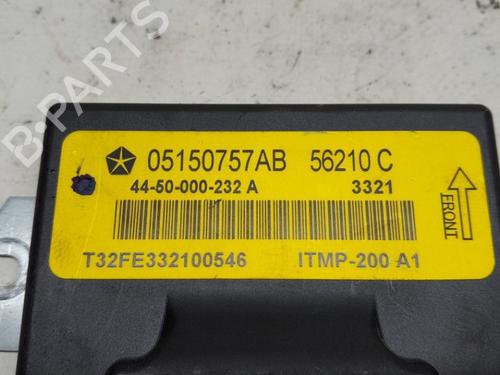 B-PARTS
05150757AB 56210 C
44-50-000-232 A 3321
T32FE332100546 ITMP-200 A1
FRONT